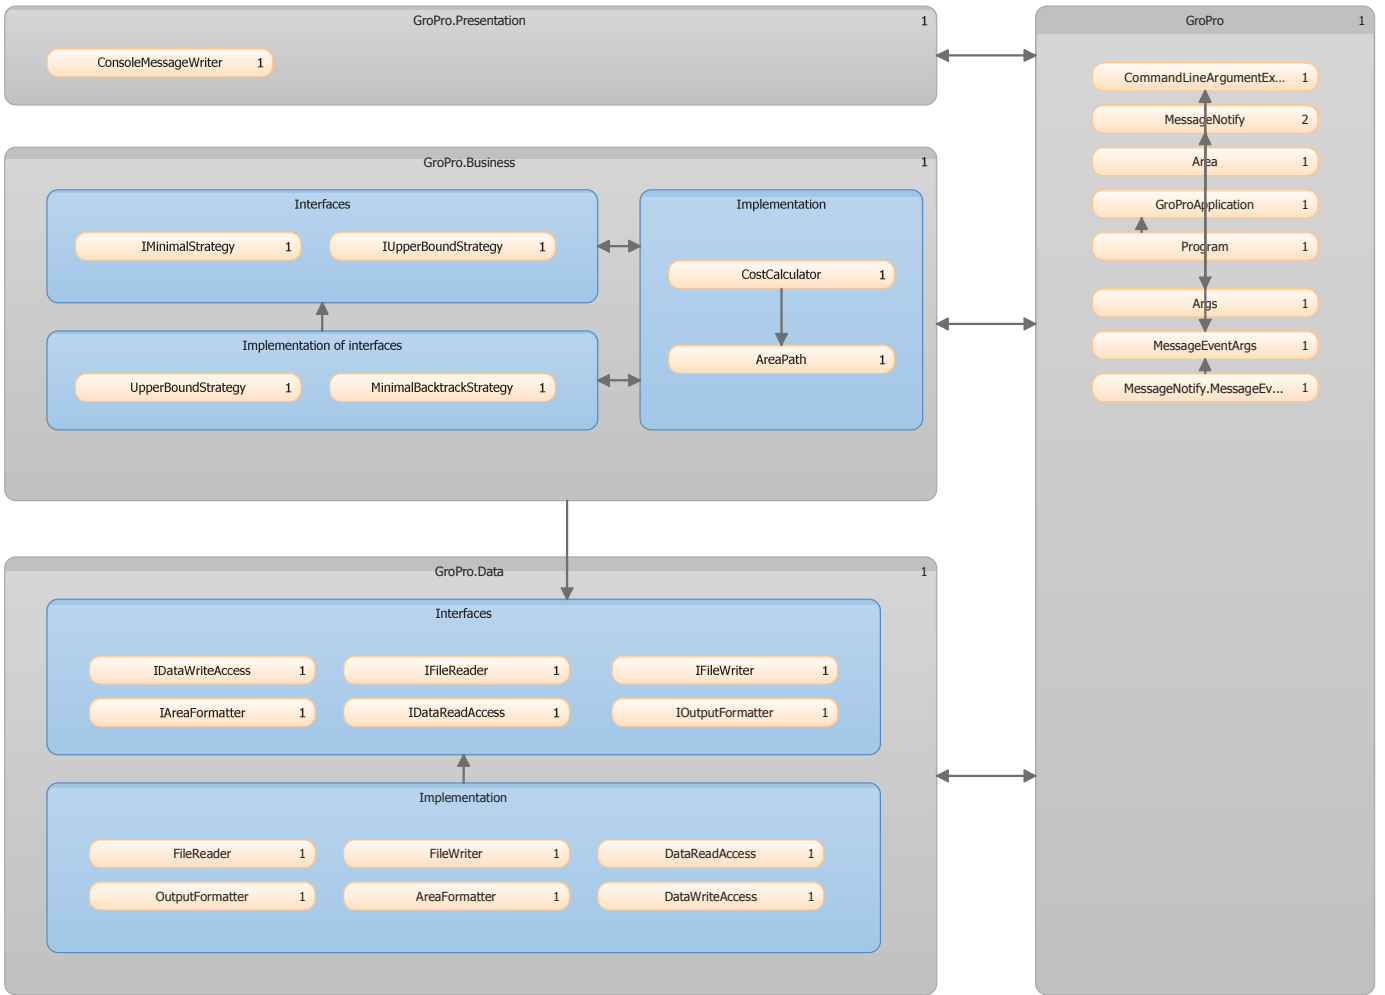 GroPro.Presentation 1
ConsoleMessageWriter 1
GroPro.Business 1
Interfaces
IMinimalStrategy 1
IUpperBoundStrategy 1
Implementation of interfaces
UpperBoundStrategy 1
MinimalBacktrackStrategy 1
Implementation
CostCalculator 1
AreaPath 1
GroPro.Data 1
Interfaces
IDataWriteAccess 1
IFileReader 1
IFileWriter 1
IAreaFormatter 1
IDataReadAccess 1
IOutputFormatter 1
Implementation
FileReader 1
FileWriter 1
DataReadAccess 1
OutputFormatter 1
AreaFormatter 1
DataWriteAccess 1
GroPro 1
CommandLineArgumentEx... 1
MessageNotify 2
Area 1
GroProApplication 1
Program 1
Args 1
MessageEventArgs 1
MessageNotify.MessageEv... 1